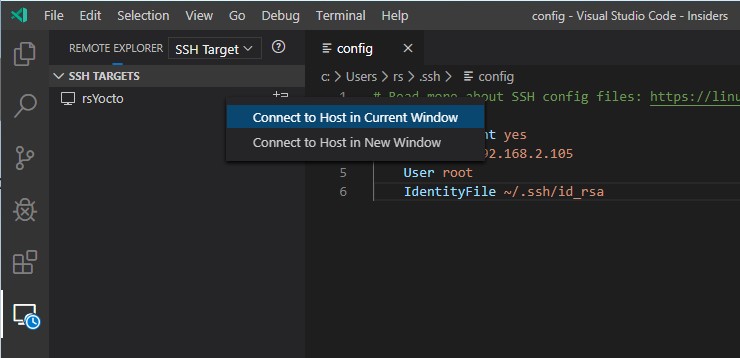 File Edit Selection View Go Debug Terminal Help config - Visual Studio Code - Insiders
REMOTE EXPLORER SSH Target
config
c: > Users > rs > .ssh > config
SSH TARGETS
rsYocto
1 # Read more about SSH config files: https://linu
Connect to Host in Current Window
nt yes
Connect to Host in New Window
92.168.2.105
5 User root
6 IdentityFile ~/.ssh/id_rsa